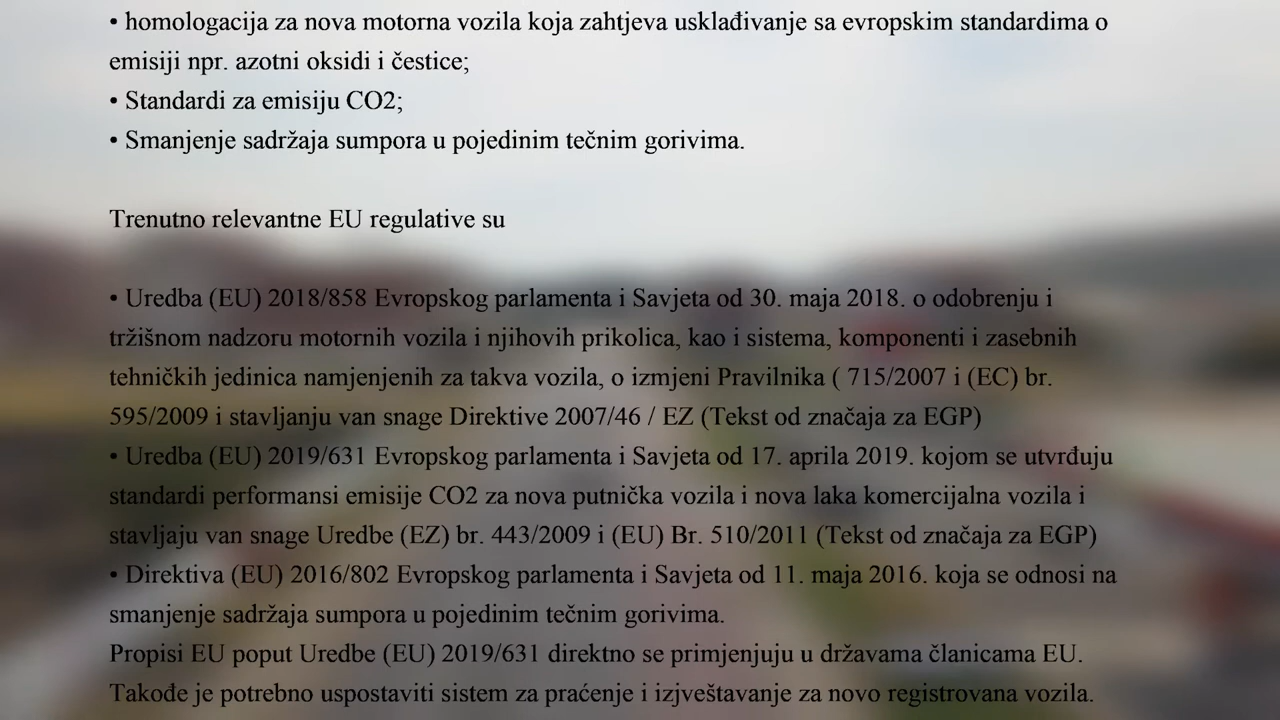 • homologacija za nova motorna vozila koja zahtjeva usklađivanje sa evropskim standardima o
emisiji npr. azotni oksidi i čestice;
• Standardi za emisiju CO2;
• Smanjenje sadržaja sumpora u pojedinim tečnim gorivima.
Trenutno relevantne EU regulative su
• Uredba (EU) 2018/858 Evropskog parlamenta i Savjeta od 30. maja 2018. o odobrenju i
tržišnom nadzoru motornih vozila i njihovih prikolica, kao i sistema, komponenti i zasebnih
tehničkih jedinica namjenjenih za takva vozila, o izmjeni Pravilnika ( 715/2007 i (EC) br.
595/2009 i stavljanju van snage Direktive 2007/46 / EZ (Tekst od značaja za EGP)
• Uredba (EU) 2019/631 Evropskog parlamenta i Savjeta od 17. aprila 2019. kojom se utvrđuju
standardi performansi emisije CO2 za nova putnička vozila i nova laka komercijalna vozila i
stavljaju van snage Uredbe (EZ) br. 443/2009 i (EU) Br. 510/2011 (Tekst od značaja za EGP)
• Direktiva (EU) 2016/802 Evropskog parlamenta i Savjeta od 11. maja 2016. koja se odnosi na
smanjenje sadržaja sumpora u pojedinim tečnim gorivima.
Propisi EU poput Uredbe (EU) 2019/631 direktno se primjenjuju u državama članicama EU.
Takođe je potrebno uspostaviti sistem za praćenje i izvještavanje za novo registrovana vozila.